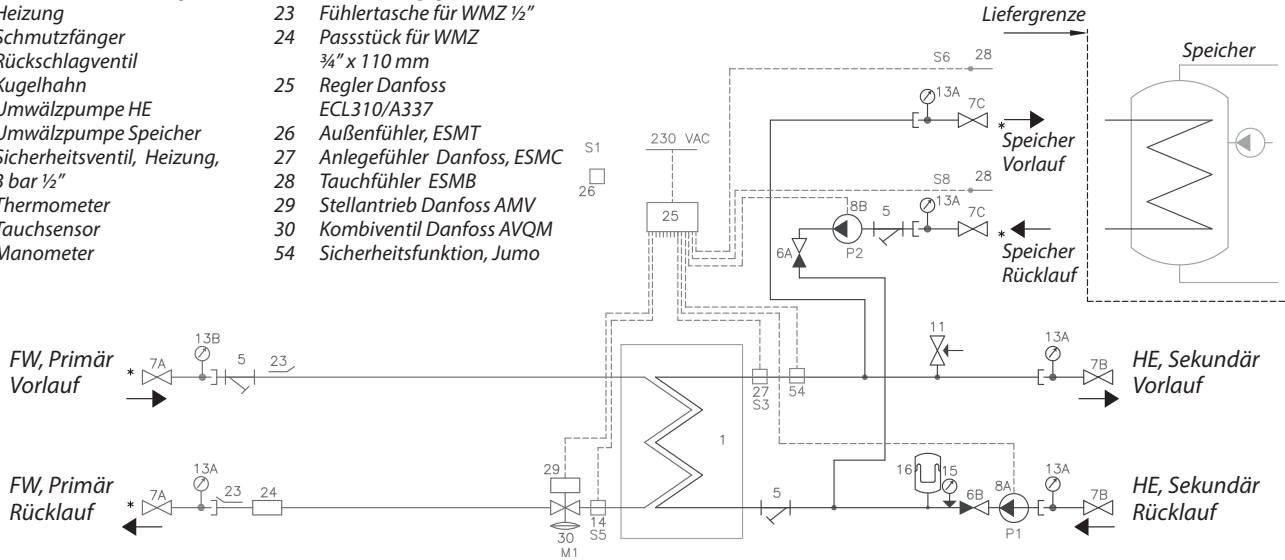 Heizung
Schmutzfänger
Rückschlagventil
Kugelhahn
Umwälzpumpe HE
Umwälzpumpe Speicher
Sicherheitsventil, Heizung,
3 bar ½"
Thermometer
Tauchsensor
Manometer
23 Fühlertasche für WMZ ½"
24 Passstück für WMZ
¾" x 110 mm
25 Regler Danfoss
ECL310/A337
26 Außenfühler, ESMT
27 Anlegefühler Danfoss, ESMC
28 Tauchfühler ESMB
29 Stellantrieb Danfoss AMV
30 Kombiventil Danfoss AVQM
54 Sicherheitsfunktion, Jumo
Liefergrenze
Speicher
S6 28
13A
7C
*
Speicher
Vorlauf
230 VAC
S1
26
25
S8 28
13A
7C
8B
5
P2
6A
*
Speicher
Rücklauf
FW, Primär
Vorlauf
*
7A
13B
5
23
27
S3
54
11
13A
7B
HE, Sekundär
Vorlauf
1
FW, Primär
Rücklauf
*
7A
13A
23
24
29
30
M1
14
S5
5
16
15
6B
8A
P1
13A
7B
HE, Sekundär
Rücklauf